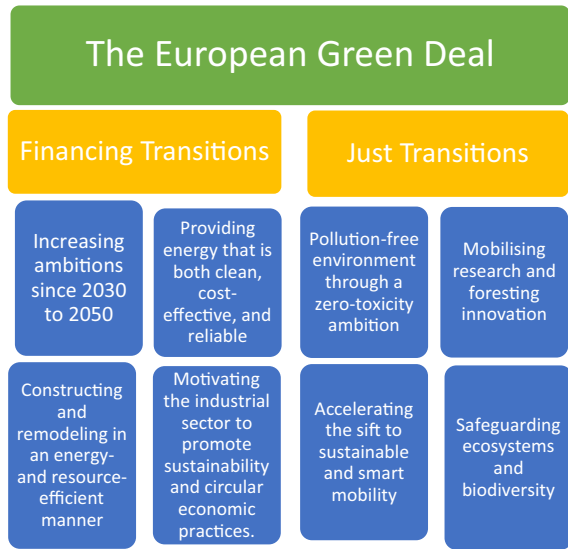 The European Green Deal
Financing Transitions
Just Transitions
Increasing
ambitions
since 2030
to 2050
Providing
energy that is
both clean,
cost-
effective, and
reliable
Pollution-free
environment
through a
zero-toxicity
ambition
Mobilising
research and
foresting
innovation
Constructing
and
remodeling in
an energy-
and resource-
efficient
manner
Motivating
the industrial
sector to
promote
sustainability
and circular
economic
practices.
Accelerating
the sift to
sustainable
and smart
mobility
Safeguarding
ecosystems
and
biodiversity